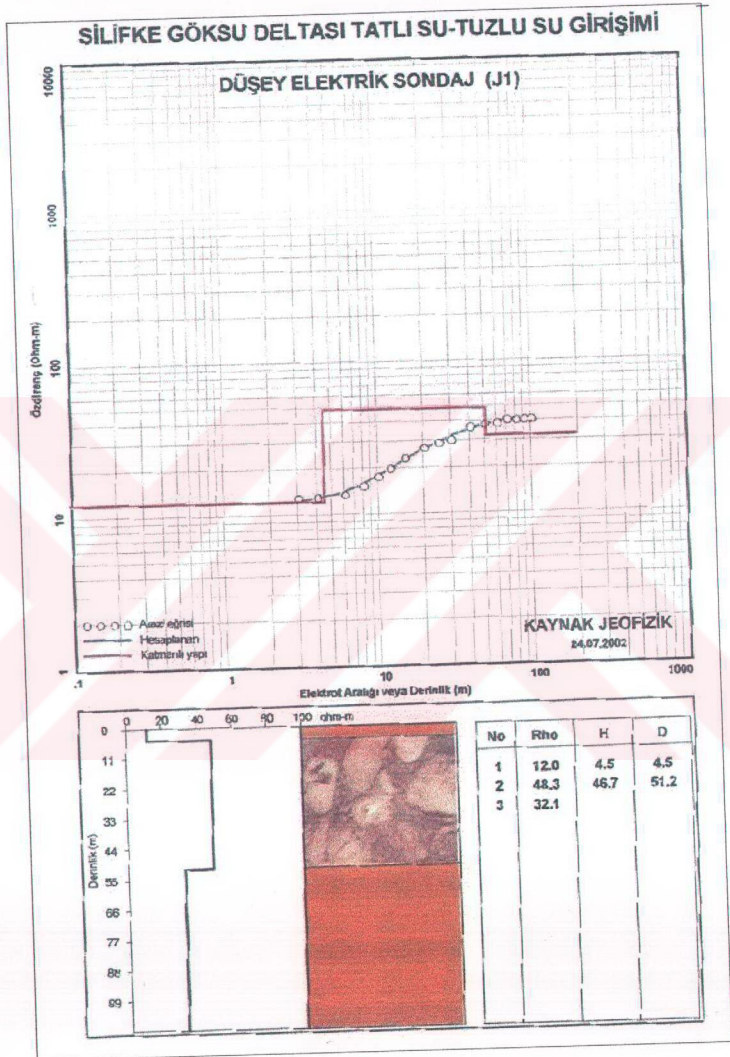 SİLİFKE GÖKSU DELTASI TATLI SU-TUZLU SU GİRİŞİMİ
DÜŞEY ELEKTRİK SONDAJ (J1)
10000
1000
100
10
1
Özdirenç (Ohm-m)
Arazi eğrisi
Hesaplanan
Katmanlı yapı
KAYNAK JEOFİZİK
24.07.2002
.1 1 10 100 1000
Elektrot Aralığı veya Derinlik (m)
0 20 40 60 80 100 ohm-m
Derinlik (m)
0
11
22
33
44
55
66
77
88
99
No Rho H D
1 12.0 4.5 4.5
2 48.3 46.7 51.2
3 32.1